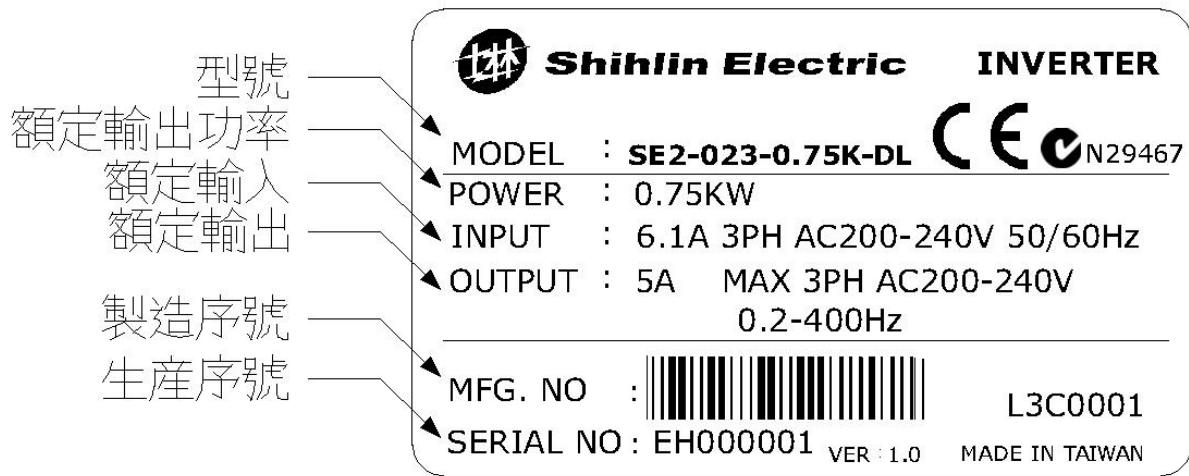 Shihlin Electric INVERTER
型號
MODEL : SE2-023-0.75K-DL CE N29467
額定輸出功率
POWER : 0.75KW
額定輸入
INPUT : 6.1A 3PH AC200-240V 50/60Hz
額定輸出
OUTPUT : 5A MAX 3PH AC200-240V
0.2-400Hz
製造序號
MFG. NO : L3C0001
生産序號
SERIAL NO : EH000001 VER : 1.0 MADE IN TAIWAN